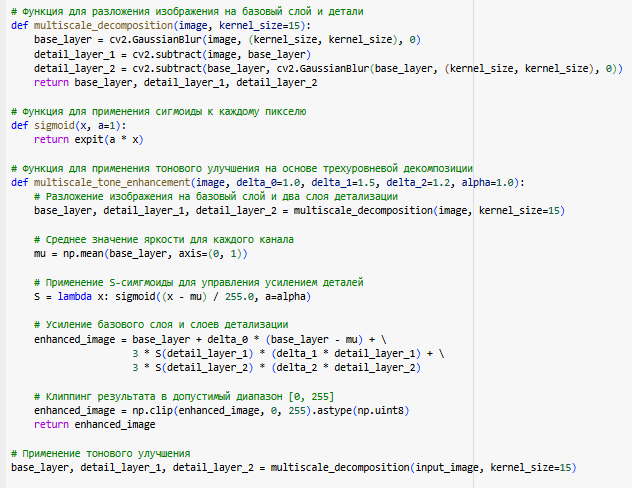 # Функция для разложения изображения на базовый слой и детали
def multiscale_decomposition(image, kernel_size=15):
    base_layer = cv2.GaussianBlur(image, (kernel_size, kernel_size), 0)
    detail_layer_1 = cv2.subtract(image, base_layer)
    detail_layer_2 = cv2.subtract(base_layer, cv2.GaussianBlur(base_layer, (kernel_size, kernel_size), 0))
    return base_layer, detail_layer_1, detail_layer_2

# Функция для применения сигмоиды к каждому пикселю
def sigmoid(x, a=1):
    return expit(a * x)

# Функция для применения тонового улучшения на основе трехуровневой декомпозиции
def multiscale_tone_enhancement(image, delta_0=1.0, delta_1=1.5, delta_2=1.2, alpha=1.0):
    # Разложение изображения на базовый слой и два слоя детализации
    base_layer, detail_layer_1, detail_layer_2 = multiscale_decomposition(image, kernel_size=15)

    # Среднее значение яркости для каждого канала
    mu = np.mean(base_layer, axis=(0, 1))

    # Применение S-симгмоиды для управления усилением деталей
    S = lambda x: sigmoid((x - mu) / 255.0, a=alpha)

    # Усиление базового слоя и слоев детализации
    enhanced_image = base_layer + delta_0 * (base_layer - mu) + \
                     3 * S(detail_layer_1) * (delta_1 * detail_layer_1) + \
                     3 * S(detail_layer_2) * (delta_2 * detail_layer_2)

    # Клиппинг результата в допустимый диапазон [0, 255]
    enhanced_image = np.clip(enhanced_image, 0, 255).astype(np.uint8)
    return enhanced_image

# Применение тонового улучшения
base_layer, detail_layer_1, detail_layer_2 = multiscale_decomposition(input_image, kernel_size=15)